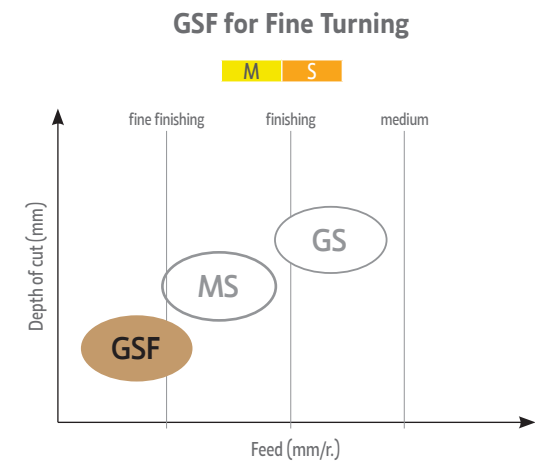 GSF for Fine Turning
M S
fine finishing finishing medium
Depth of cut (mm)
GS
MS
GSF
Feed (mm/r.)